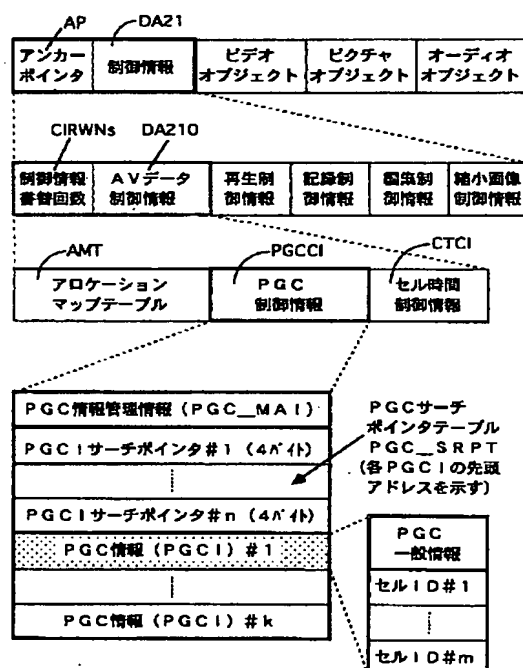 AP
DA21
アンカー
ポインタ
制御情報
ビデオ
オブジェクト
ピクチャ
オブジェクト
オーディオ
オブジェクト
CIRWNs
DA210
制御情報
書替回数
AVデータ
制御情報
再生制
御情報
記録制
御情報
編集制
御情報
縮小画像
制御情報
AMT
PGCCI
CTCI
アロケーション
マップテーブル
PGC
制御情報
セル時間
制御情報
PGC情報管理情報(PGC_MAI)
PGCIサーチポインタ#1(4バイト)
PGCIサーチポインタ#n(4バイト)
PGC情報(PGCI)#1
PGC情報(PGCI)#k
PGCサーチ
ポインタテーブル
PGC_SRPT
(各PGCIの先頭
アドレスを示す)
PGC
一般情報
セルID#1
セルID#m